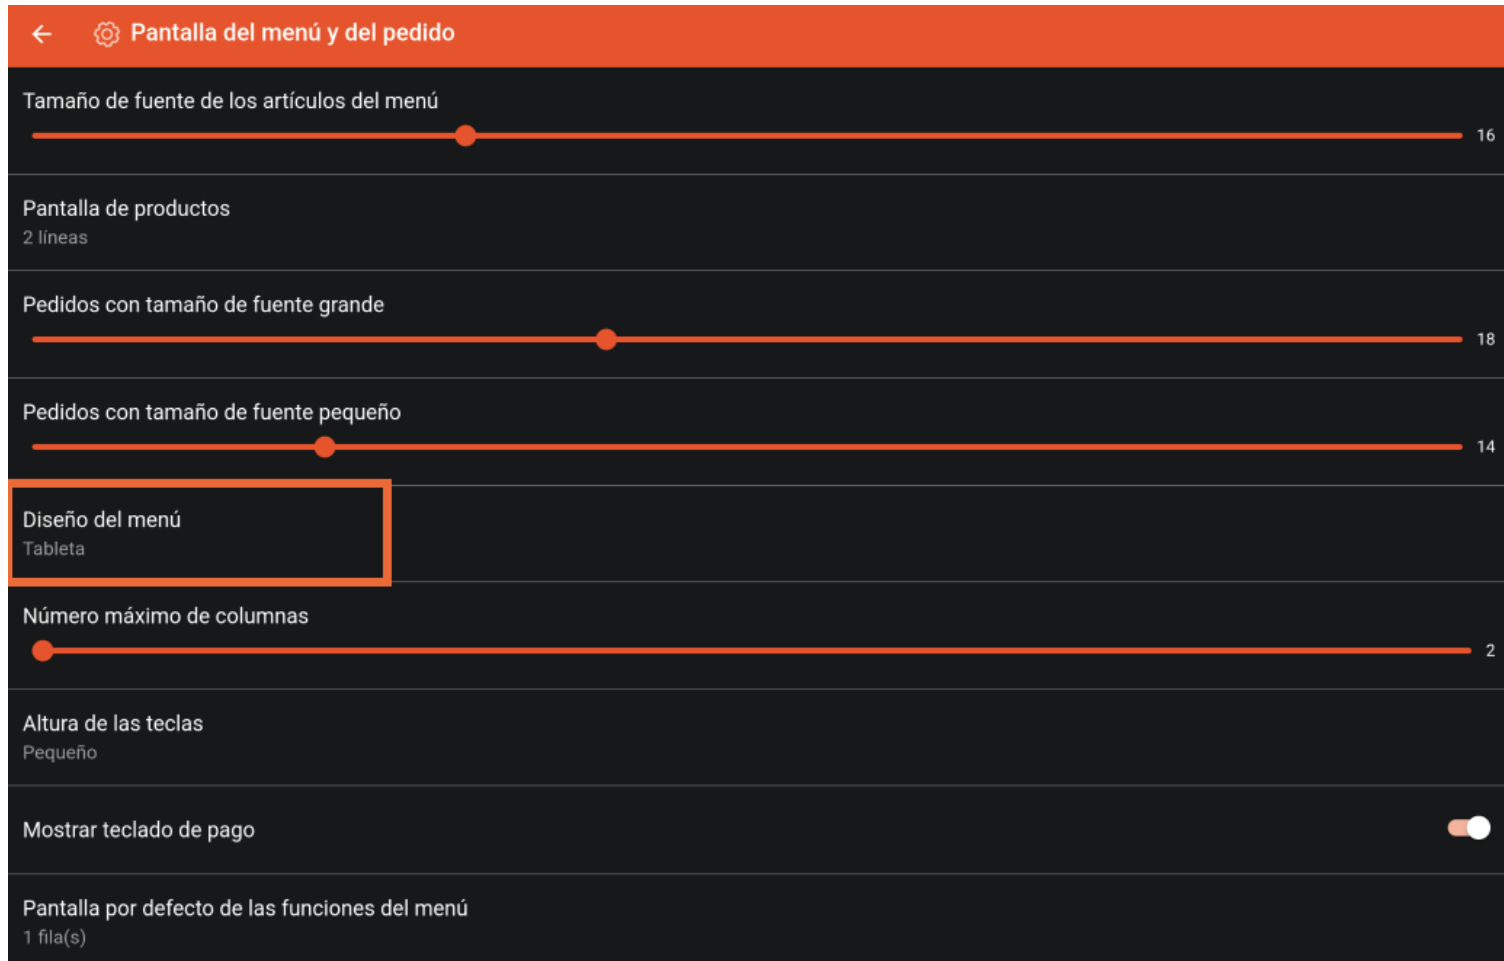 Pantalla del menú y del pedido
Tamaño de fuente de los artículos del menú
16
Pantalla de productos
2 líneas
Pedidos con tamaño de fuente grande
18
Pedidos con tamaño de fuente pequeño
14
Diseño del menú
Tableta
Número máximo de columnas
2
Altura de las teclas
Pequeño
Mostrar teclado de pago
Pantalla por defecto de las funciones del menú
1 fila(s)